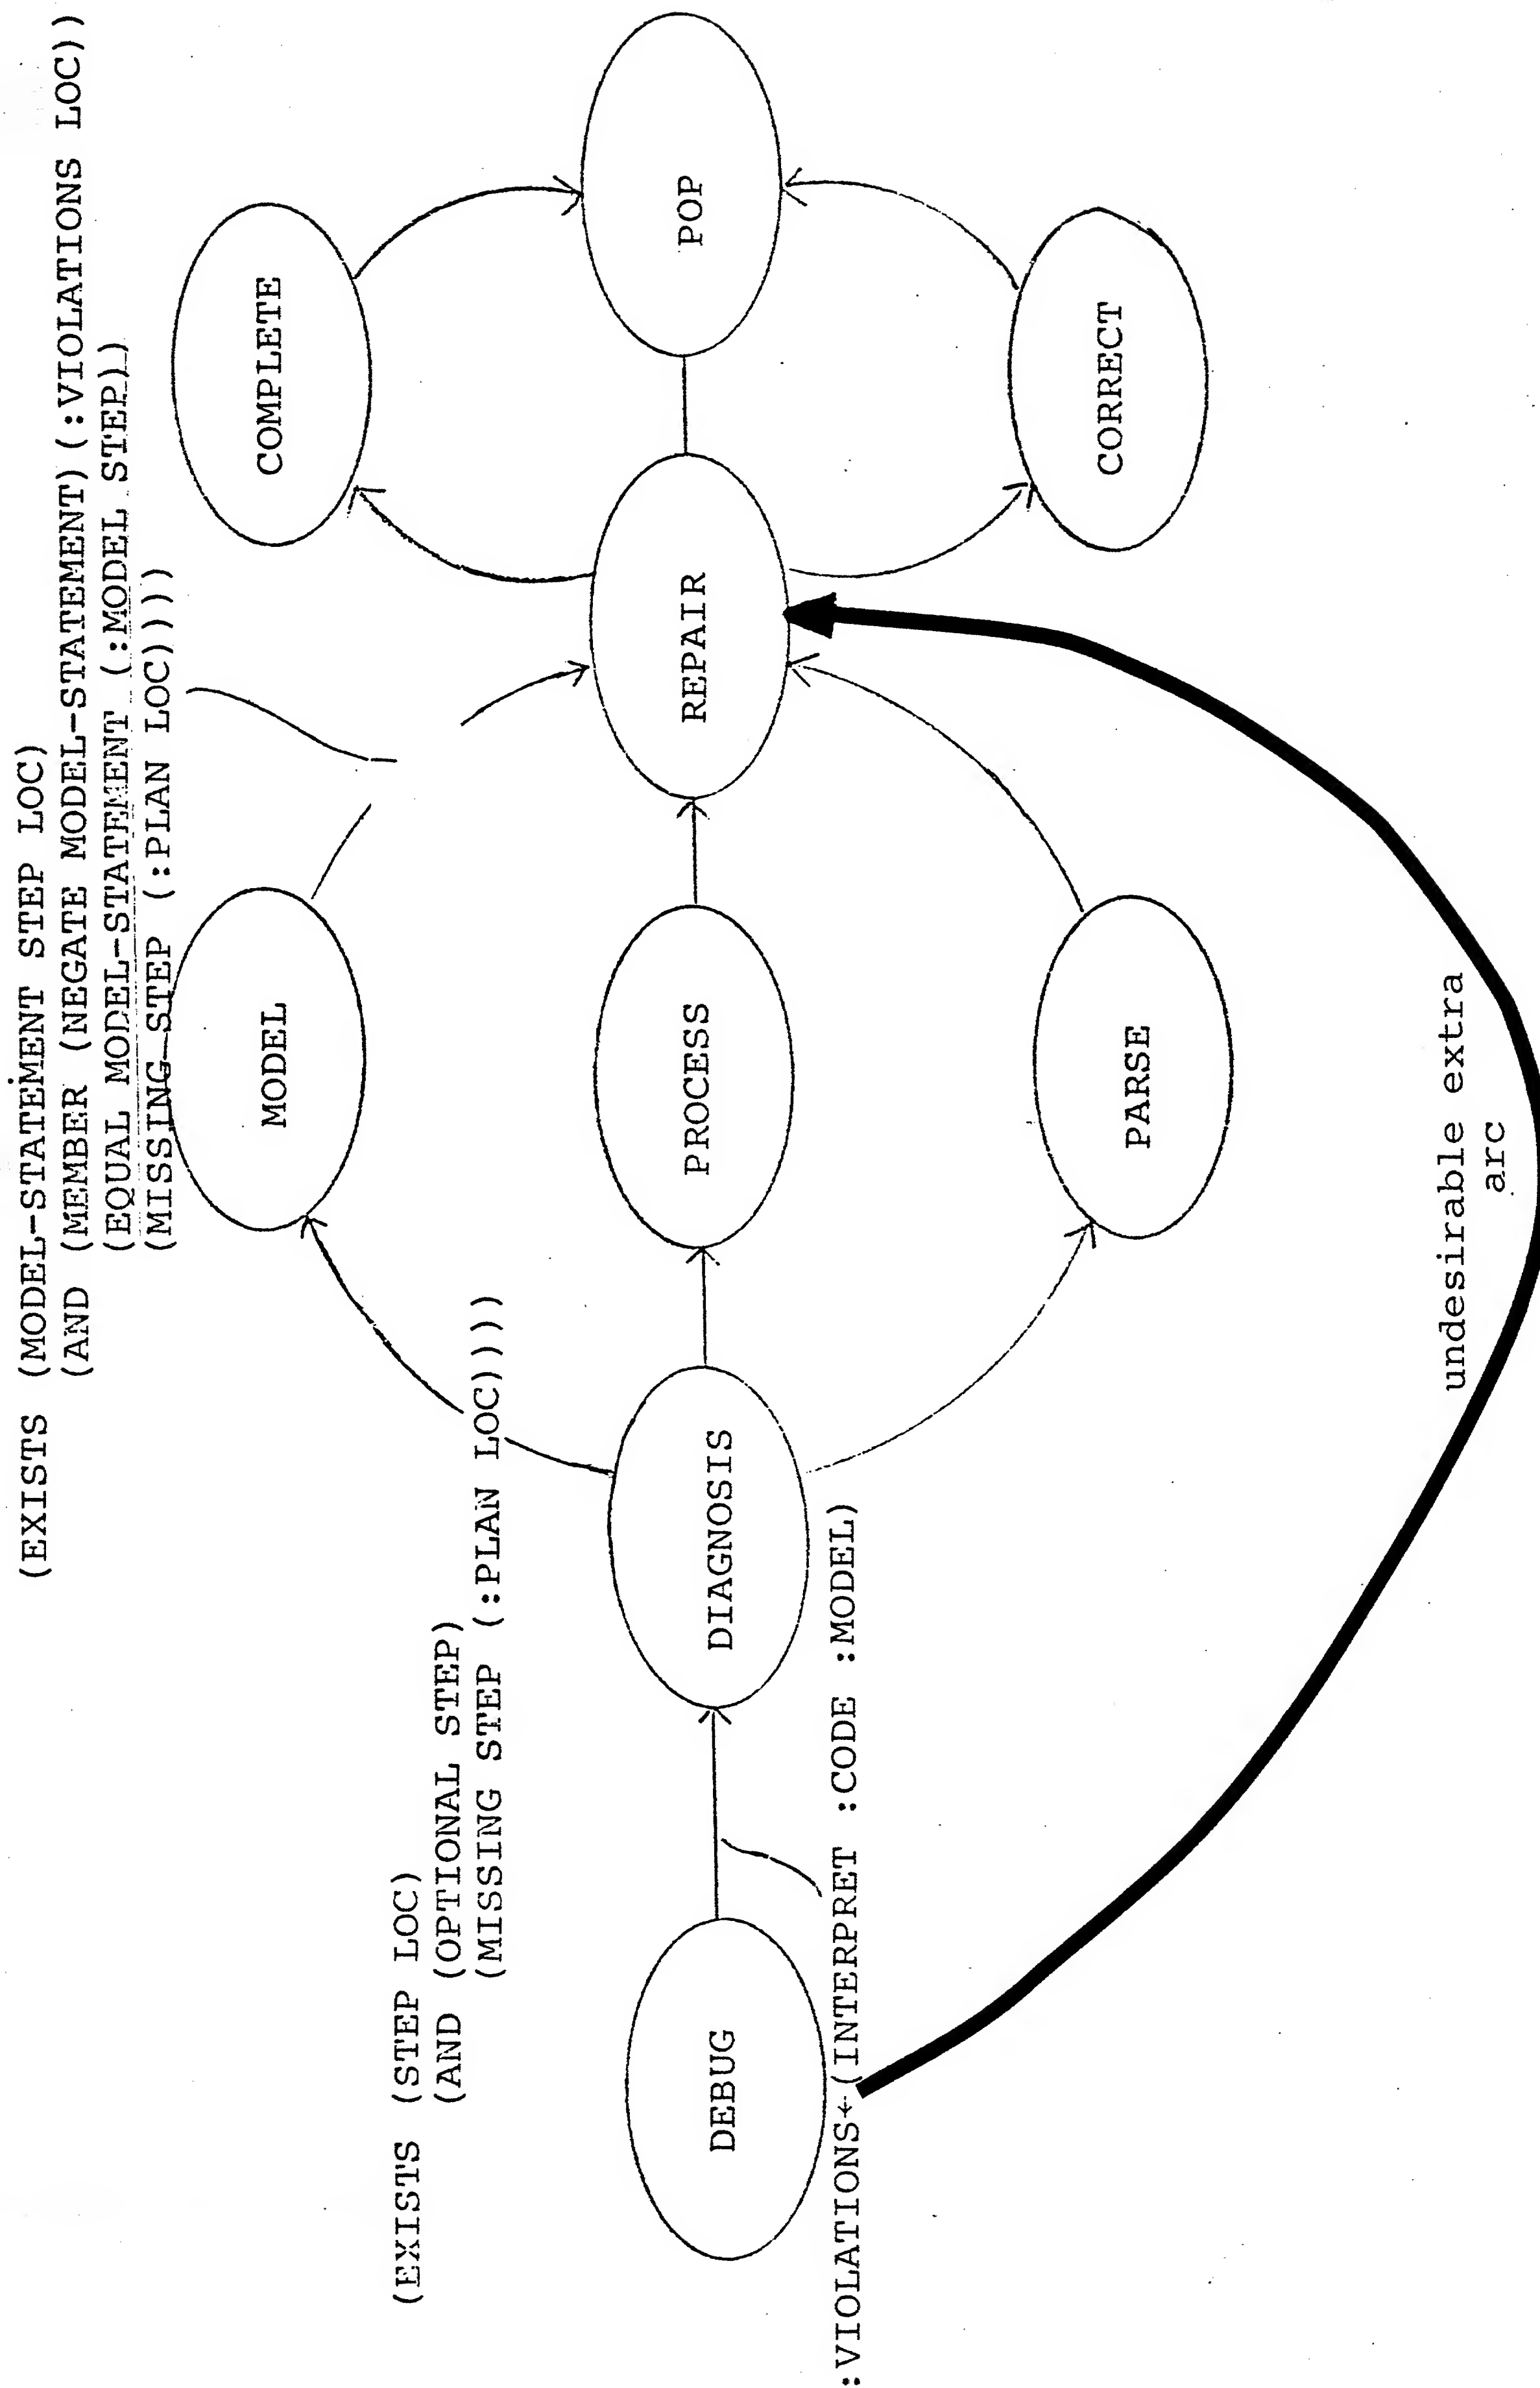 (EXISTS (MODEL-STATEMENT STEP LOC)
(AND (MEMBER (NEGATE MODEL-STATEMENT)(:VIOLATIONS LOC))
(EQUAL MODEL-STATEMENT (:MODEL STEP))
(MISSING STEP (:PLAN LOC))))
(EXISTS (STEP LOC)
(AND (OPTIONAL STEP)
(MISSING STEP (:PLAN LOC))))
MODEL
COMPLETE
DEBUG
DIAGNOSIS
PROCESS
REPAIR
POP
:VIOLATIONS←(INTERPRET :CODE :MODEL)
PARSE
CORRECT
undesirable extra
arc